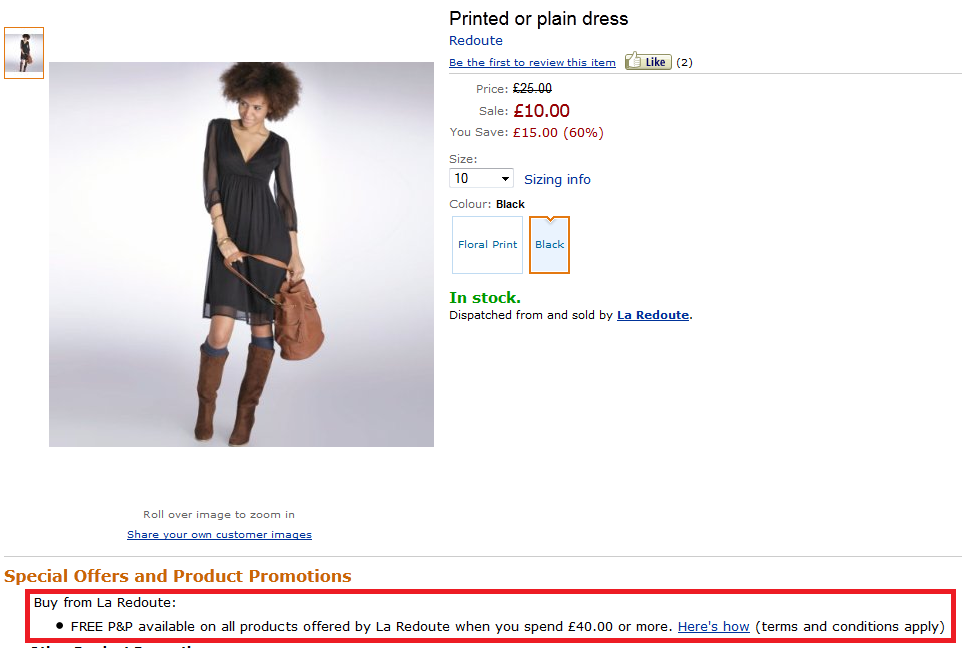 Printed or plain dress
Redoute
Be the first to review this item Like (2)
Price: £25.00
Sale: £10.00
You Save: £15.00 (60%)
Size:
10 Sizing info
Colour: Black
Floral Print Black
In stock.
Dispatched from and sold by La Redoute.
Roll over image to zoom in
Share your own customer images
Special Offers and Product Promotions
Buy from La Redoute:
• FREE P&P available on all products offered by La Redoute when you spend £40.00 or more. Here's how (terms and conditions apply)